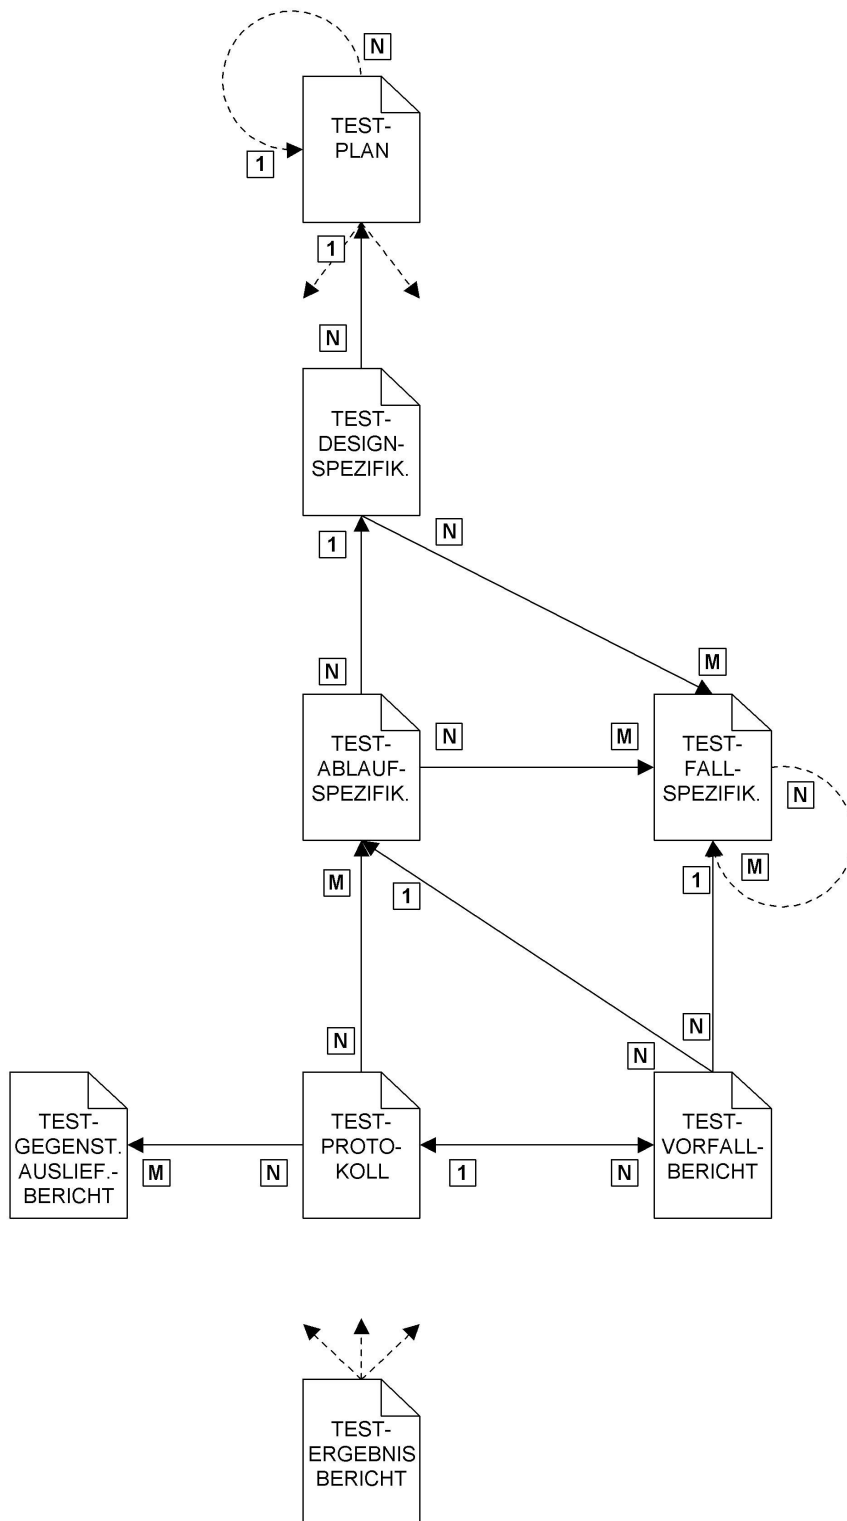 N
TEST-
PLAN
1
1
N
TEST-
DESIGN-
SPEZIFIK.
1
N
N
M
TEST-
ABLAUF-
SPEZIFIK.
N
M
TEST-
FALL-
SPEZIFIK.
N
M
M
1
1
N
N
N
TEST-
GEGENST.
AUSLIEF.-
BERICHT
M
N
TEST-
PROTO-
KOLL
1
N
TEST-
VORFALL-
BERICHT
TEST-
ERGEBNIS
BERICHT